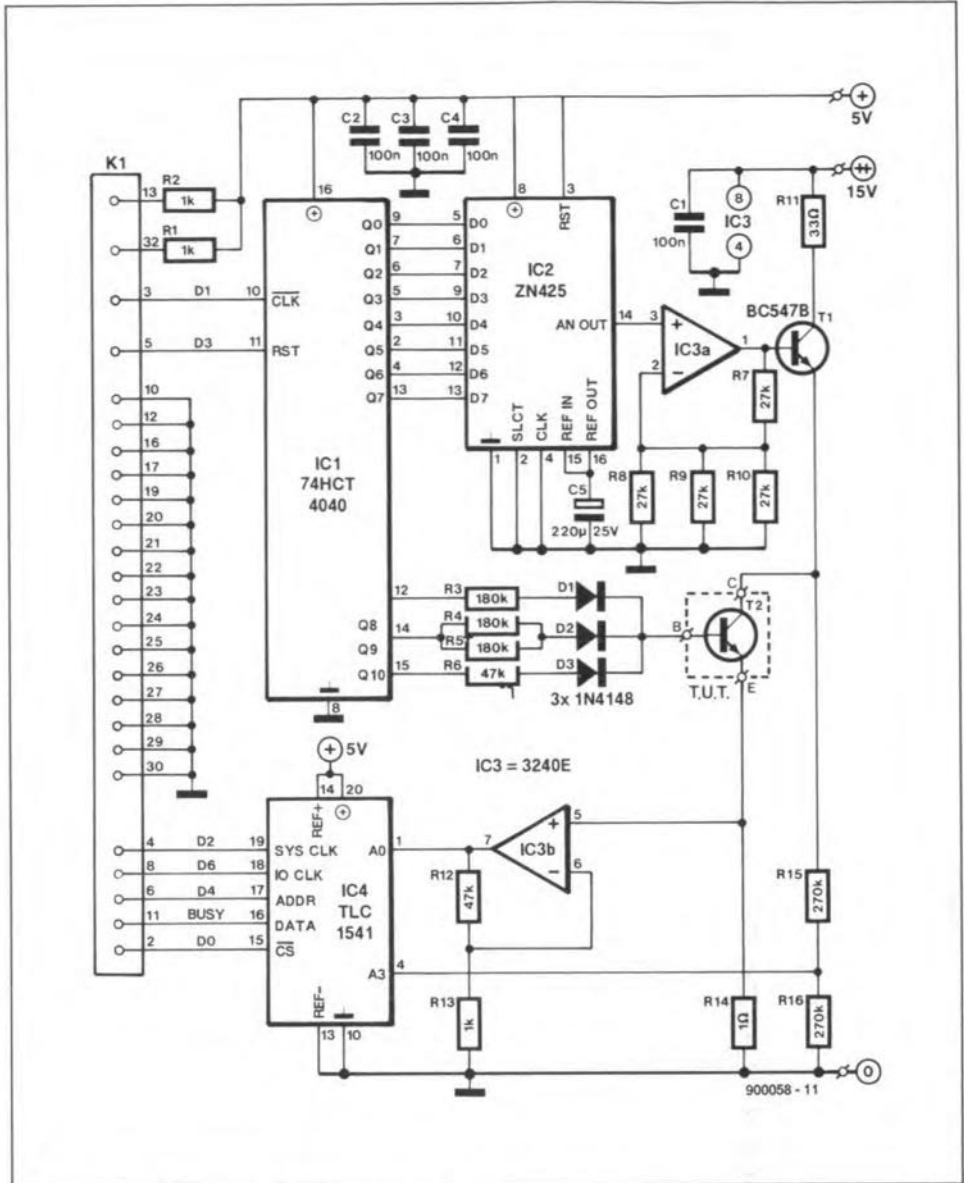 K1
13
R2
1k
32
R1
1k
3
D1
10
CLK
5
D3
11
RST
10
12
16
17
19
20
21
22
23
24
25
26
27
28
29
30
4
D2
19
SYS CLK
8
D6
18
IO CLK
6
D4
17
ADDR
11
BUSY
16
DATA
2
D0
15
CS
16
IC1
74HCT
4040
Q0 9
Q1 7
Q2 6
Q3 5
Q4 3
Q5 2
Q6 4
Q7 13
12
Q8
14
Q9
Q10
15
8
C2
100n
C3
100n
C4
100n
8
3
RST
5 D0
6 D1
7 D2
9 D3
10 D4
11 D5
12 D6
13 D7
IC2
ZN425
AN OUT
14
SLCT
CLK
REF IN
REF OUT
1
2
4
15
16
C5
220µ 25V
+
5V
++
15V
C1
100n
8
IC3
4
R11
33Ω
BC547B
T1
3
+
IC3a
1
2
−
R7
27k
R8
27k
R9
27k
R10
27k
R3
180k
D1
R4
180k
D2
R5
180k
R6
47k
D3
3x 1N4148
C
B
T2
E
T.U.T.
+
5V
14
20
REF+
IC3 = 3240E
IC4
TLC
1541
A0
1
7
IC3b
+
5
−
6
R12
47k
A3
4
R13
1k
REF-
13
10
R14
1Ω
R15
270k
R16
270k
0
900058 - 11